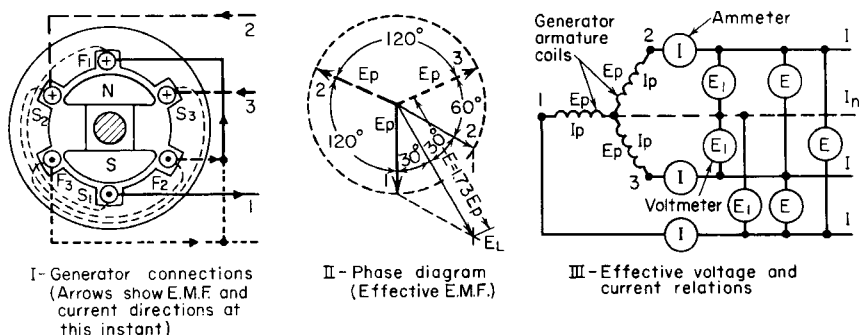 2
3
1
F1
N
S2
S3
S
F3
F2
S1
I-Generator connections
(Arrows show E.M.F. and
current directions at
this instant)
120°
3
Ep
Ep
2
60°
Ep
120°
30°
30°
2
1
E=1.73Ep
EL
II-Phase diagram
(Effective E.M.F.)
Generator
armature
coils
Ammeter
2
I
I
Ep
Ip
E1
E
In
1
Ep
Ip
Ip
Ep
E1
E
3
I
I
Voltmeter
E1
E
I
I
III-Effective voltage and
current relations